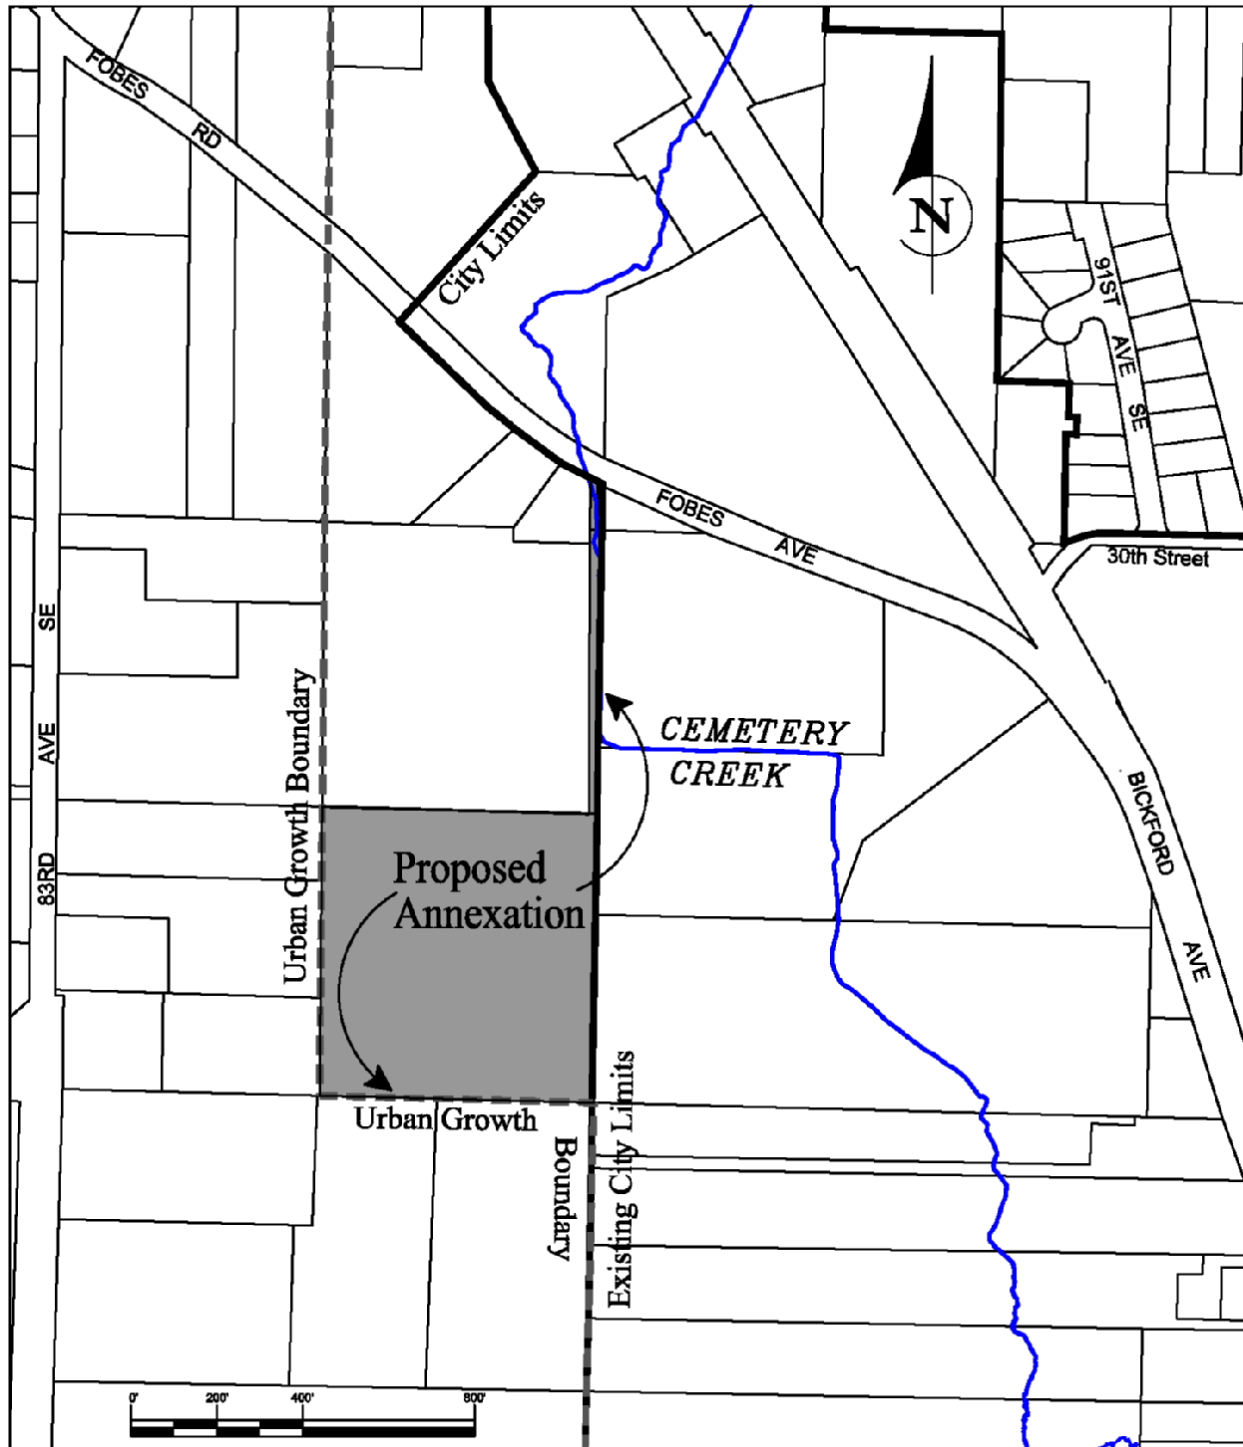 FOBES
RD
City Limits
N
91ST
AVE
SE
FOBES
AVE
30th Street
83RD
AVE
SE
Urban Growth Boundary
CEMETERY
CREEK
Proposed
Annexation
BICKFORD
AVE
Urban Growth
Boundary
Existing City Limits
0' 200' 400' 800'